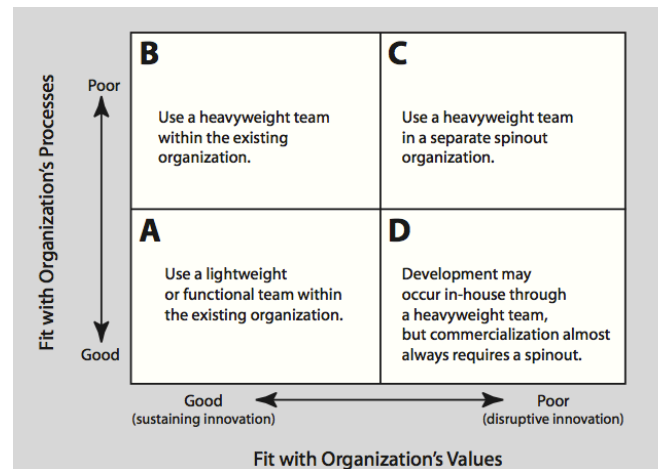 Fit with Organization's Processes
Poor
Good
B
Use a heavyweight team
within the existing
organization.
C
Use a heavyweight team
in a separate spinout
organization.
A
Use a lightweight
or functional team within
the existing organization.
D
Development may
occur in-house through
a heavyweight team,
but commercialization almost
always requires a spinout.
Good
(sustaining innovation)
Poor
(disruptive innovation)
Fit with Organization's Values